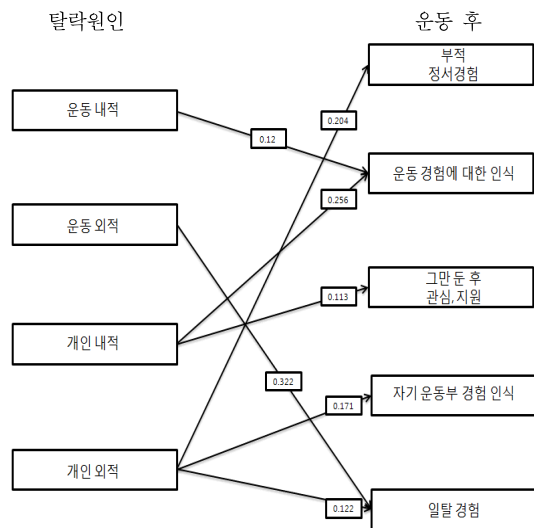 탈락원인
운동 후
부적
정서경험
운동 내적
0.204
0.12
운동 경험에 대한 인식
0.256
운동 외적
그만 둔 후
관심,지원
0.113
개인 내적
0.322
자기 운동부 경험 인식
0.171
개인 외적
0.122
일탈 경험